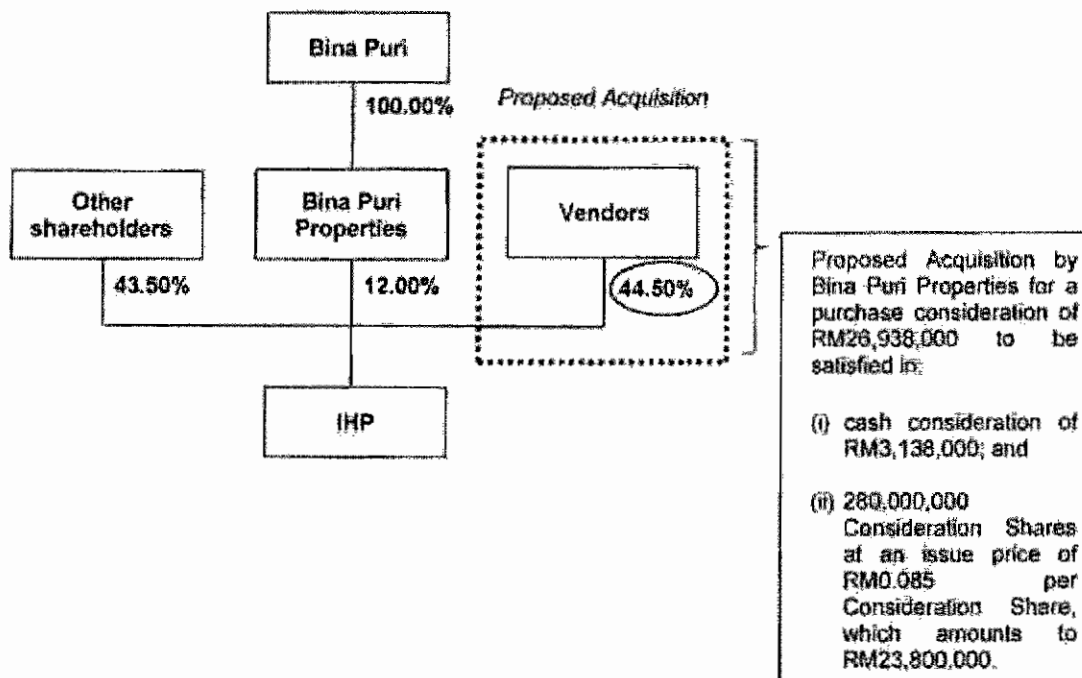 Bina Puri
100.00%
Proposed Acquisition
Other
shareholders
Bina Puri
Properties
Vendors
43.50%
12.00%
44.50%
IHP
Proposed Acquisition by
Bina Puri Properties for a
purchase consideration of
RM26,938,000 to be
satisfied in:
(i) cash consideration of
RM3,138,000; and
(ii) 280,000,000
Consideration Shares
at an issue price of
RM0.085 per
Consideration Share,
which amounts to
RM23,800,000.